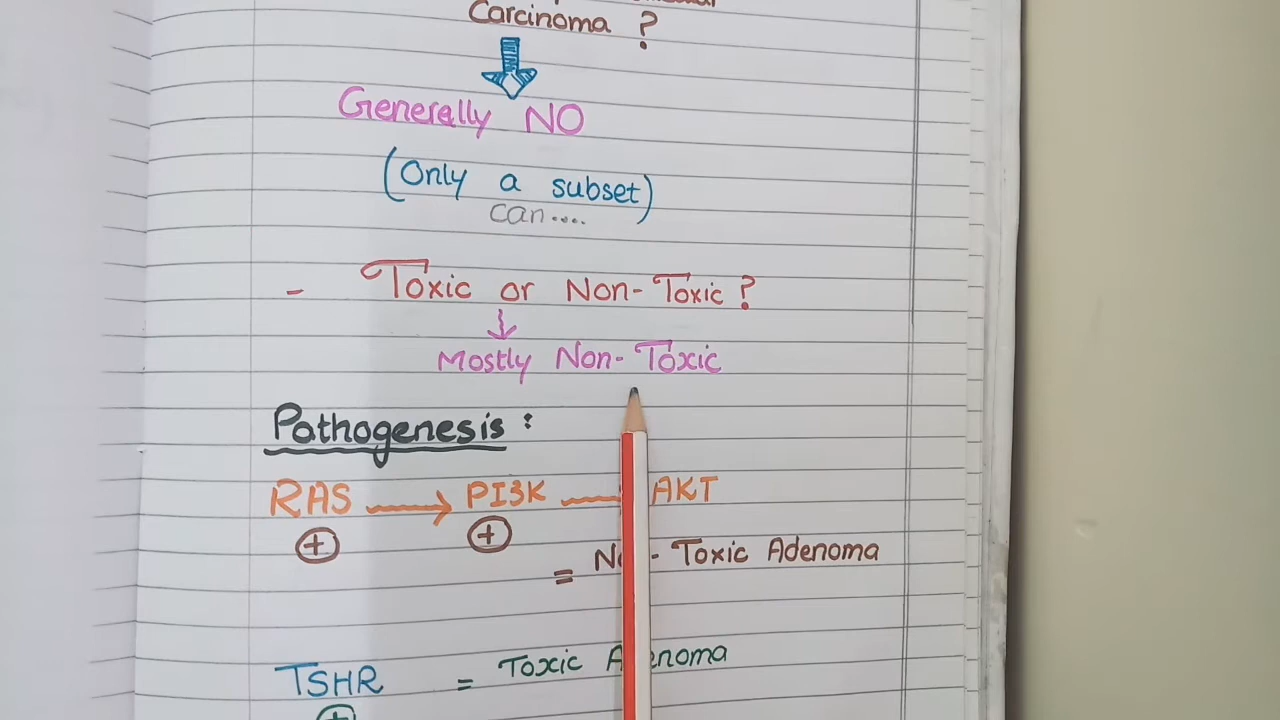 Carcinoma ?
Generally NO
(Only a subset)
can....
- Toxic or Non-Toxic ?
Mostly Non-Toxic
Pathogenesis :
RAS → PI3K AKT
+ +
= - Toxic Adenoma
TSHR = Toxic
+